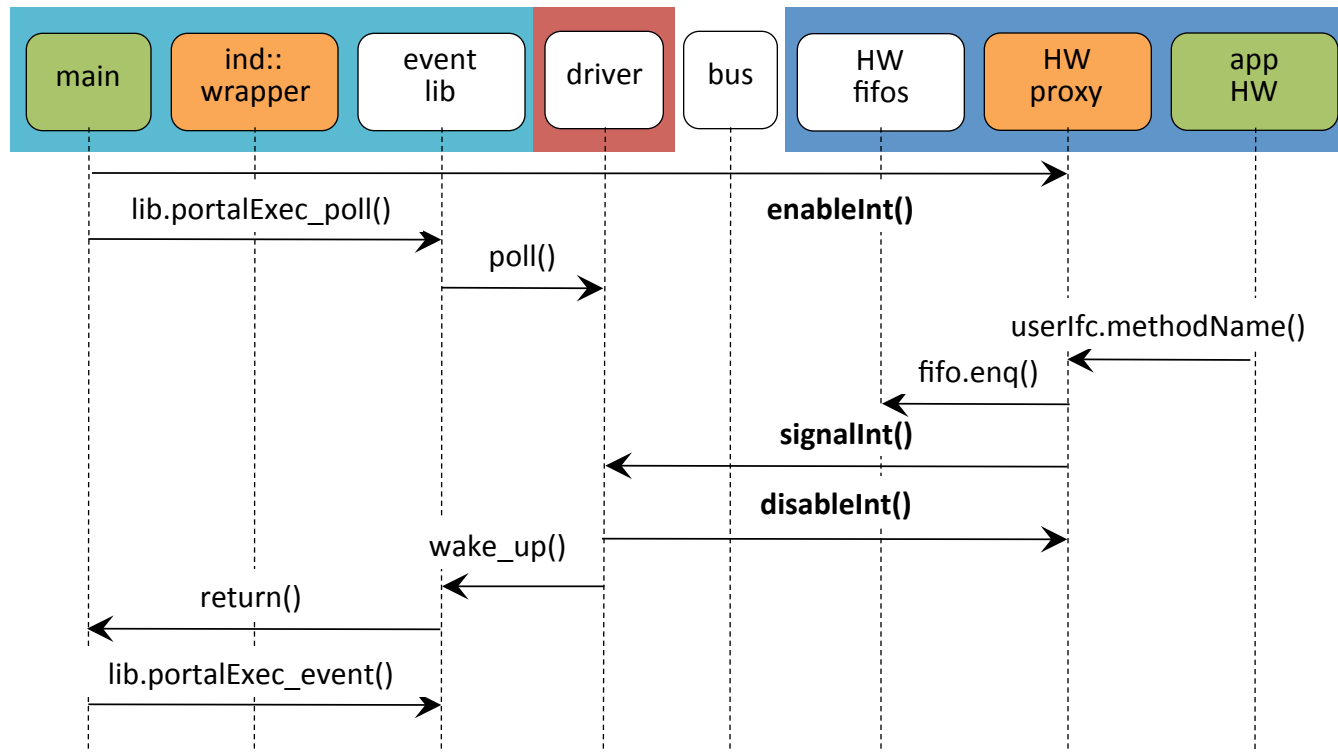 main
ind::
wrapper
event
lib
driver
bus
HW
fifos
HW
proxy
app
HW
enableInt()
lib.portalExec_poll()
poll()
userIfc.methodName()
fifo.enq()
signalInt()
disableInt()
wake_up()
return()
lib.portalExec_event()